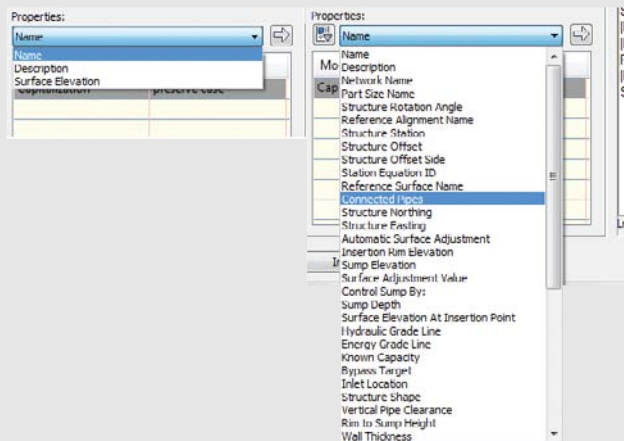 Properties:
Name
Name
Description
Surface Elevation
Capitalization preserve case
Properties:
Name
Name
Description
Network Name
Part Size Name
Structure Rotation Angle
Reference Alignment Name
Structure Station
Structure Offset
Structure Offset Side
Station Equation ID
Reference Surface Name
Connected Pipes
Structure Northing
Structure Easting
Automatic Surface Adjustment
Insertion Rim Elevation
Sump Elevation
Surface Adjustment Value
Control Sump By:
Sump Depth
Surface Elevation At Insertion Point
Hydraulic Grade Line
Energy Grade Line
Known Capacity
Bypass Target
Inlet Location
Structure Shape
Vertical Pipe Clearance
Rim to Sump Height
Wall Thickness
Mo
Cap